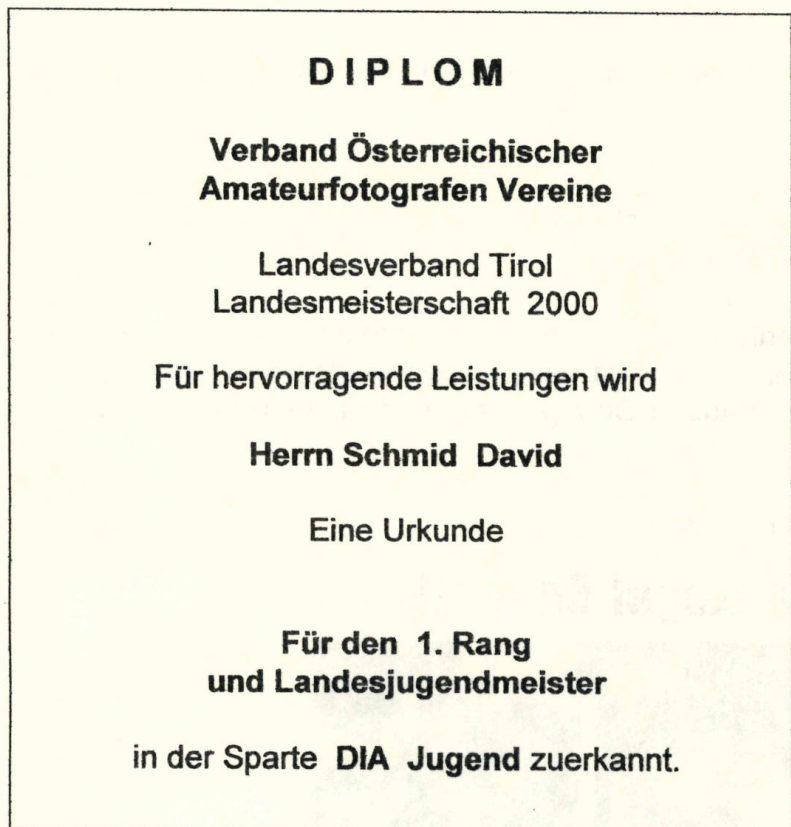 DIPLOM
Verband Österreichischer
Amateurfotografen Vereine
Landesverband Tirol
Landesmeisterschaft 2000
Für hervorragende Leistungen wird
Herrn Schmid David
Eine Urkunde
Für den 1. Rang
und Landesjugendmeister
in der Sparte DIA Jugend zuerkannt.